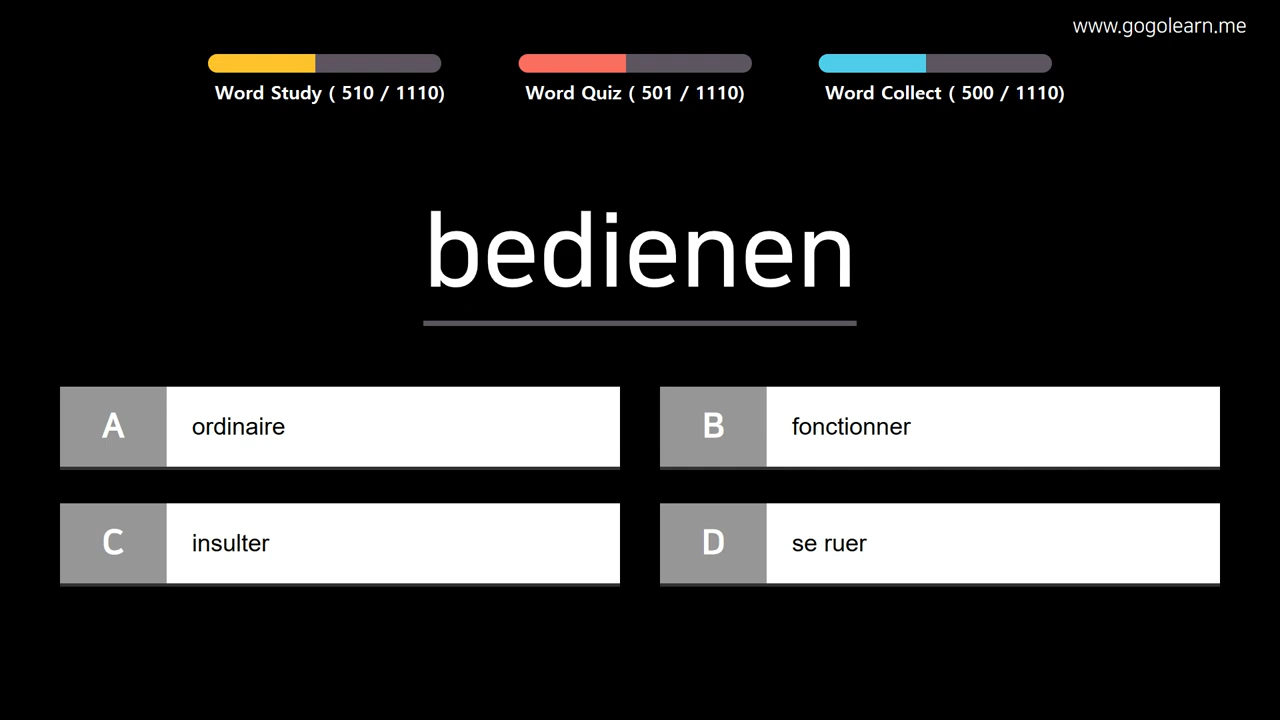 www.gogolearn.me
Word Study ( 510 / 1110)
Word Quiz ( 501 / 1110)
Word Collect ( 500 / 1110)
bedienen
A ordinaire
B fonctionner
C insulter
D se ruer